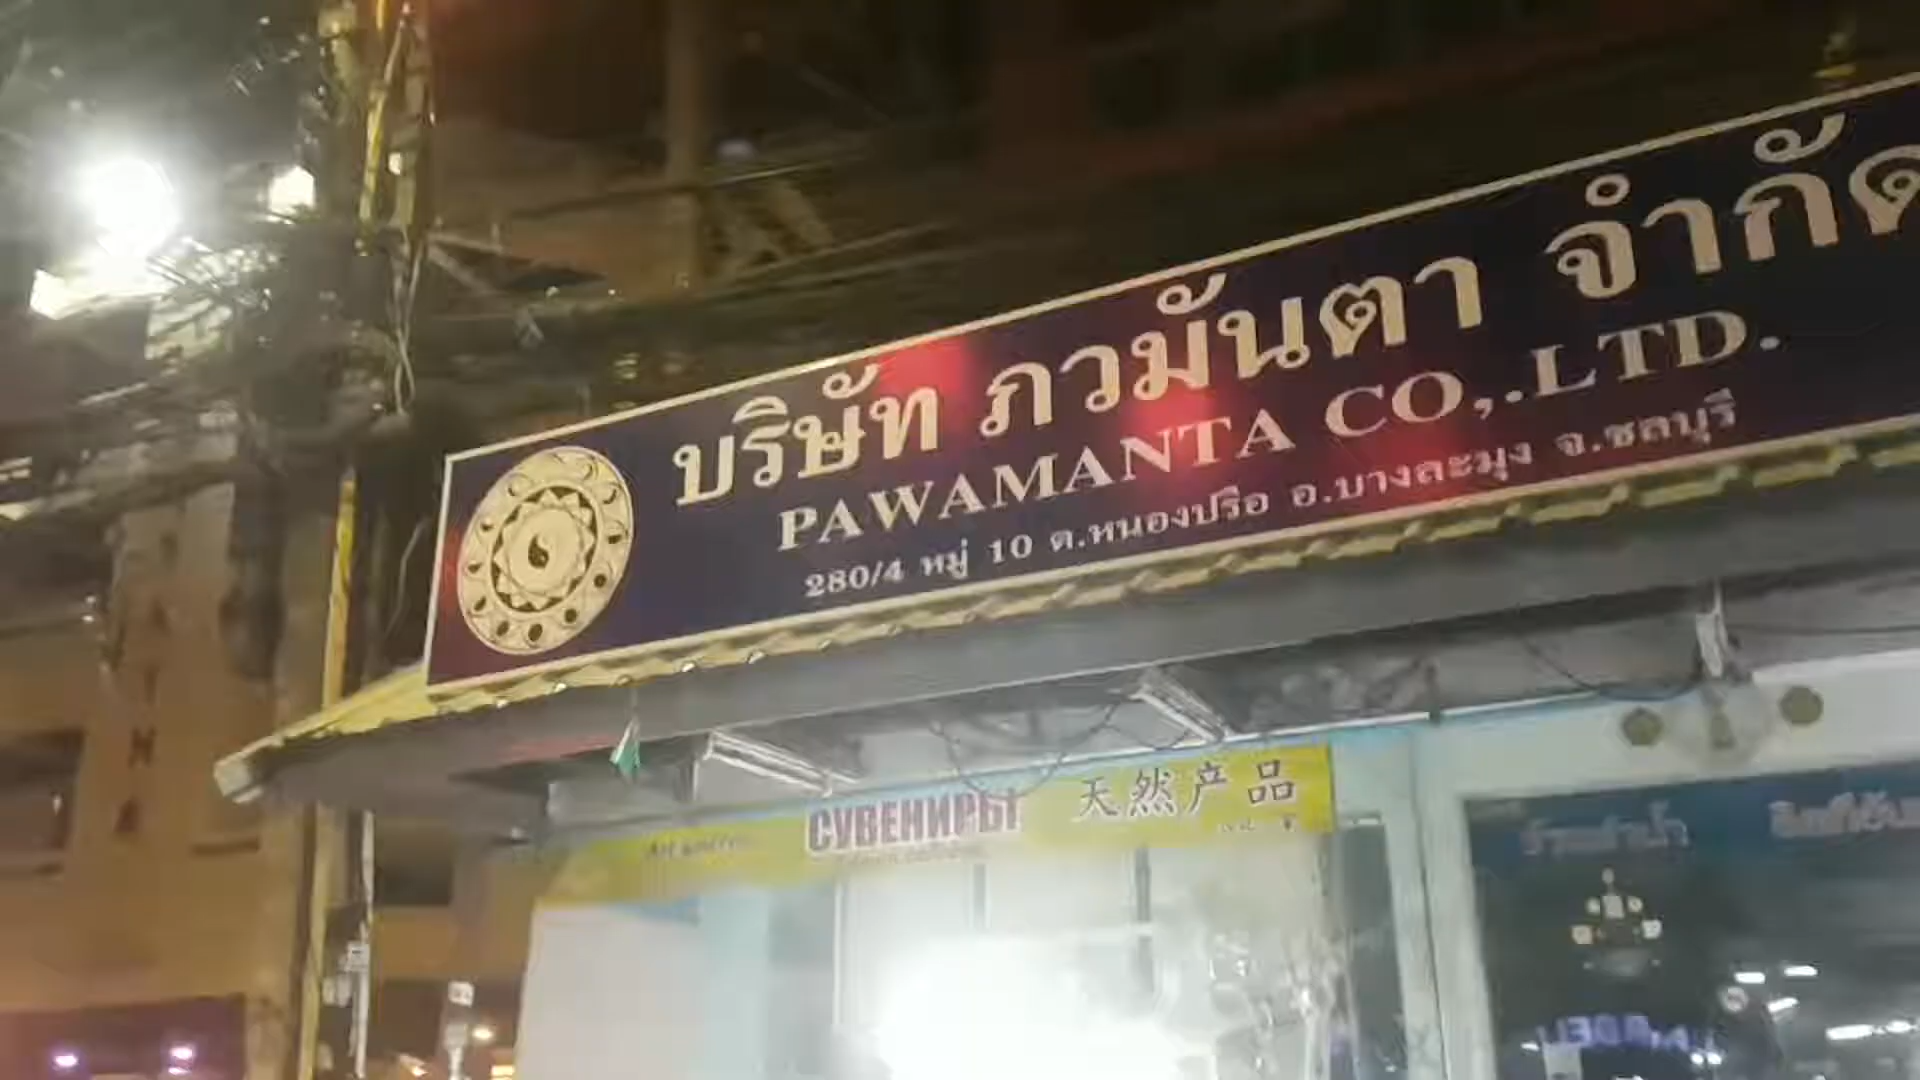 บริษัท ภวมันตา จำกัด
PAWAMANTA CO,.LTD.
280/4 หมู่ 10 ต.หนองปรือ อ.บางละมุง จ.ชลบุรี
СУВЕНИРЫ 天然产品